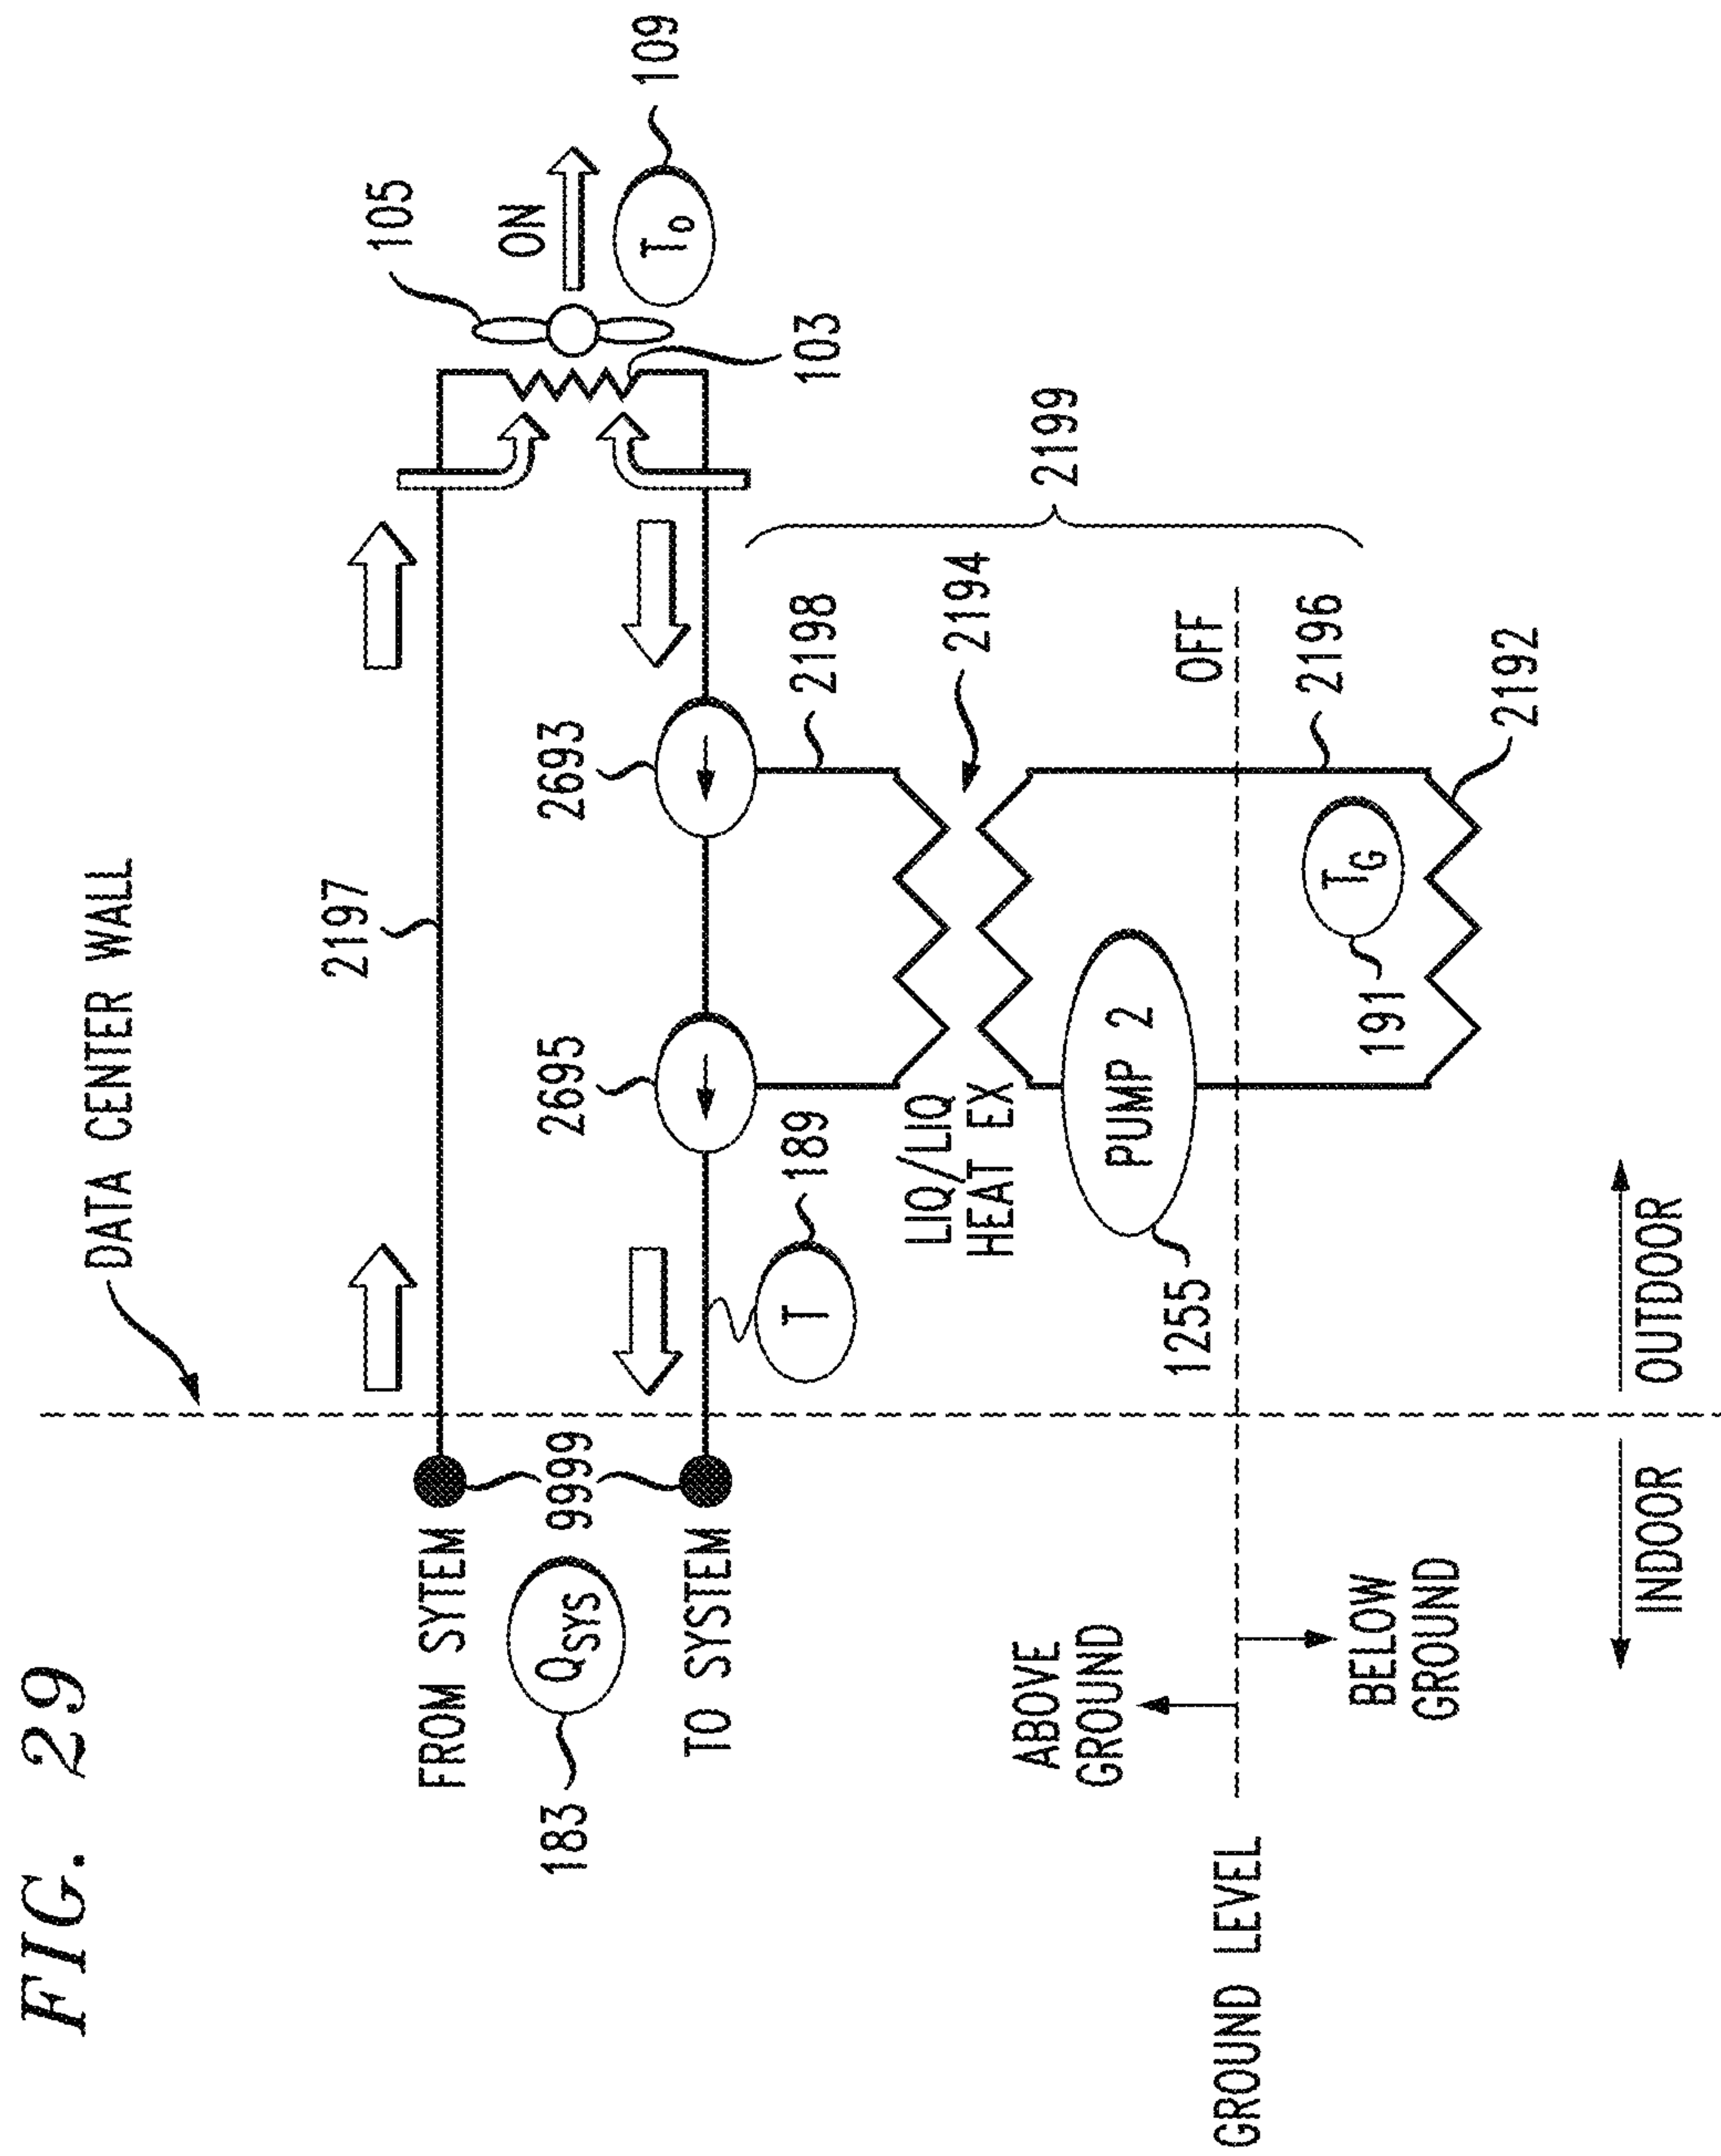 FIG. 29
DATA CENTER WALL
2197
105
ON
109
T0
103
FROM SYTEM
9999
183
QSYS
TO SYSTEM
2695
2693
189
T
2198
2199
2194
LIQ/LIQ
HEAT EX
PUMP 2
1255
OFF
2196
2192
TG
191
ABOVE
GROUND
GROUND LEVEL
BELOW
GROUND
INDOOR
OUTDOOR